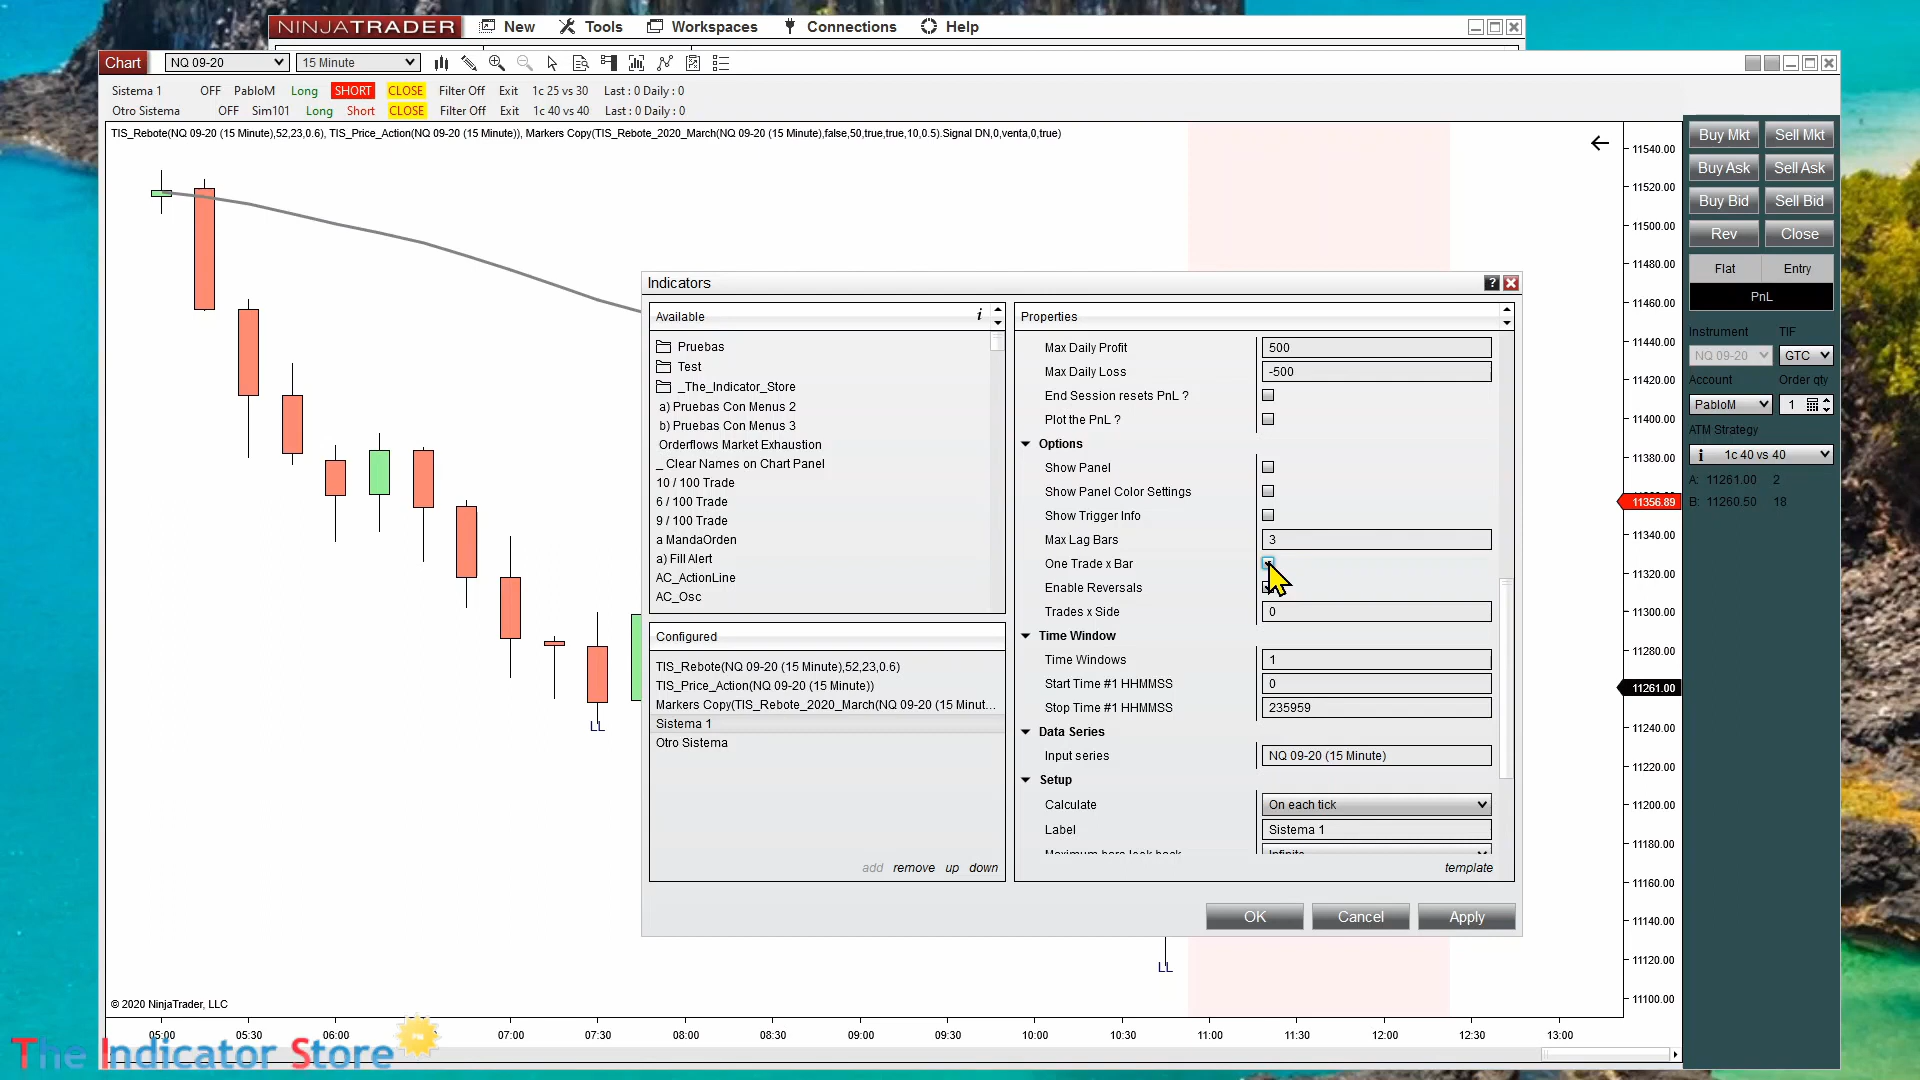 NINJATRADER New Tools Workspaces Connections Help
Chart NQ 09-20 15 Minute
Sistema 1 OFF PabloM Long SHORT CLOSE Filter Off Exit 1c 25 vs 30 Last : 0 Daily : 0
Otro Sistema OFF Sim101 Long Short CLOSE Filter Off Exit 1c 40 vs 40 Last : 0 Daily : 0
TIS_Rebote(NQ 09-20 (15 Minute),52,23,0.6), TIS_Price_Action(NQ 09-20 (15 Minute)), Markers Copy(TIS_Rebote_2020_March(NQ 09-20 (15 Minute),false,50,true,true,10,0.5).Signal DN,0,venta,0,true)
Indicators ?
Available i
Pruebas
Test
_The_Indicator_Store
a) Pruebas Con Menus 2
b) Pruebas Con Menus 3
Orderflows Market Exhaustion
_ Clear Names on Chart Panel
10 / 100 Trade
6 / 100 Trade
9 / 100 Trade
a MandaOrden
a) Fill Alert
AC_ActionLine
AC_Osc
Configured
TIS_Rebote(NQ 09-20 (15 Minute),52,23,0.6)
TIS_Price_Action(NQ 09-20 (15 Minute))
Markers Copy(TIS_Rebote_2020_March(NQ 09-20 (15 Minut...
Sistema 1
Otro Sistema
add remove up down
Properties
Max Daily Profit 500
Max Daily Loss -500
End Session resets PnL ?
Plot the PnL ?
Options
Show Panel
Show Panel Color Settings
Show Trigger Info
Max Lag Bars 3
One Trade x Bar
Enable Reversals
Trades x Side 0
Time Window
Time Windows 1
Start Time #1 HHMMSS 0
Stop Time #1 HHMMSS 235959
Data Series
Input series NQ 09-20 (15 Minute)
Setup
Calculate On each tick
Label Sistema 1
Maximum bars look back Infinite
template
OK Cancel Apply
LL
LL
11540.00
11520.00
11500.00
11480.00
11460.00
11440.00
11420.00
11400.00
11380.00
11356.89
11340.00
11320.00
11300.00
11280.00
11261.00
11240.00
11220.00
11200.00
11180.00
11160.00
11140.00
11120.00
11100.00
Buy Mkt Sell Mkt
Buy Ask Sell Ask
Buy Bid Sell Bid
Rev Close
Flat Entry
PnL
Instrument TIF
NQ 09-20 GTC
Account Order qty
PabloM 1
ATM Strategy
i 1c 40 vs 40
A: 11261.00 2
B: 11260.50 18
© 2020 NinjaTrader, LLC
05:00 05:30 06:00 07:00 07:30 08:00 08:30 09:00 09:30 10:00 10:30 11:00 11:30 12:00 12:30 13:00
The Indicator Store